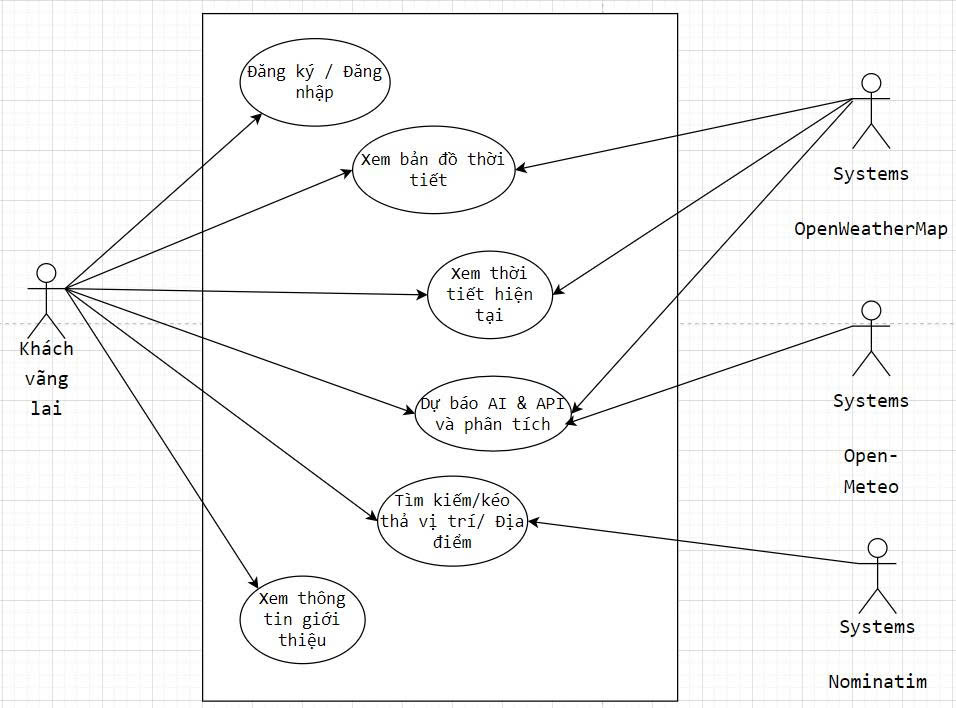 Đăng ký / Đăng
nhập
Xem bản đồ thời
tiết
Xem thời
tiết hiện
tại
Dự báo AI & API
và phân tích
Tìm kiếm/kéo
thả vị trí/ Địa
điểm
Xem thông
tin giới
thiệu
Khách
vãng
lai
Systems
OpenWeatherMap
Systems
Open-
Meteo
Systems
Nominatim